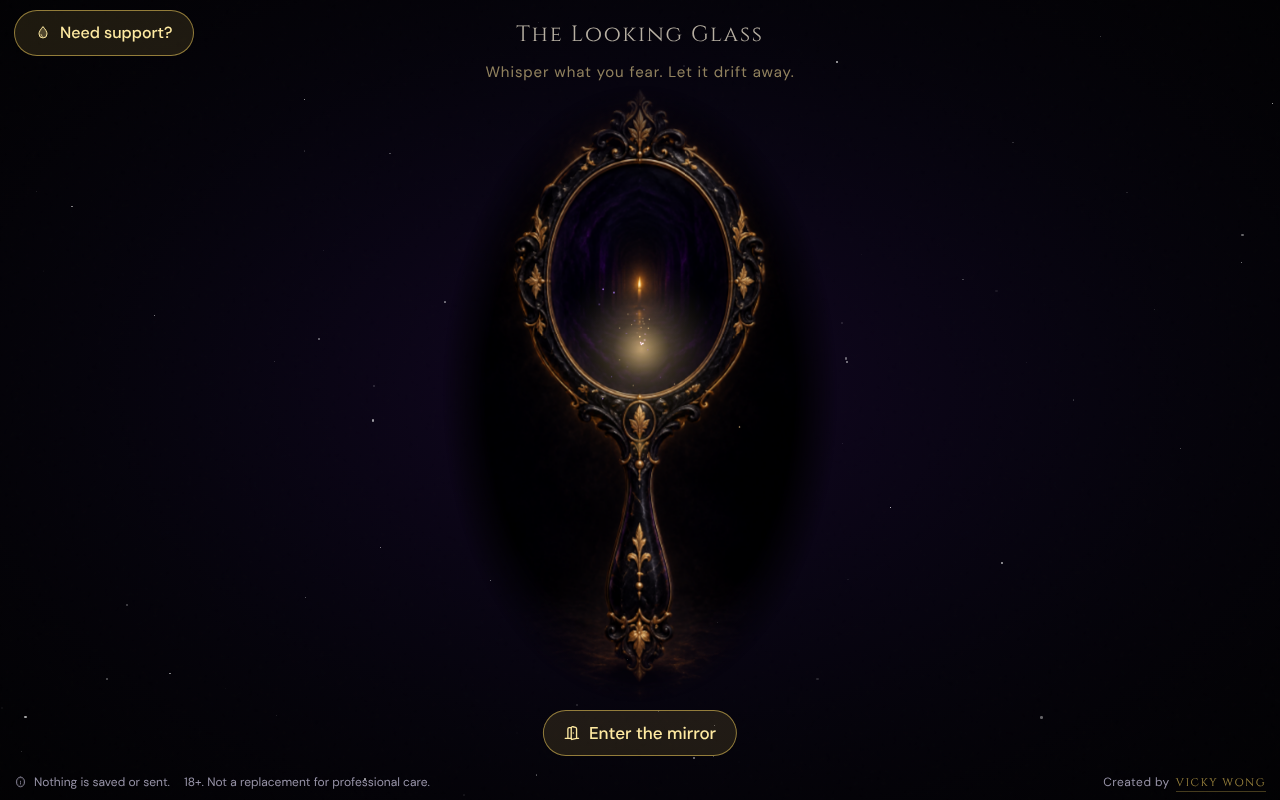 Need support?
The Looking Glass
Whisper what you fear. Let it drift away.
Enter the mirror
Nothing is saved or sent. 18+. Not a replacement for professional care.
Created by VICKY WONG